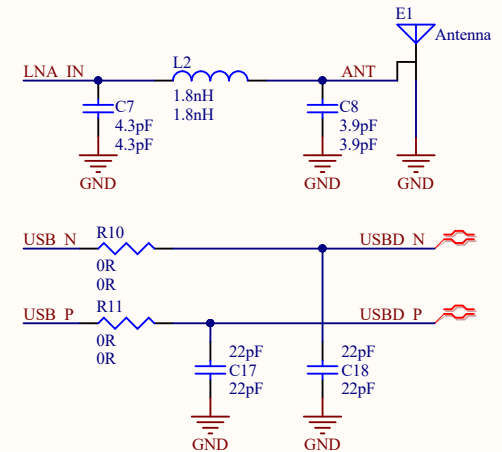 E1
Antenna
LNA_IN
L2
ANT
1.8nH
1.8nH
C7
4.3pF
4.3pF
C8
3.9pF
3.9pF
GND
GND
GND
USB_N
R10
USBD_N
0R
0R
USB_P
R11
USBD_P
0R
0R
22pF
C17
22pF
22pF
C18
22pF
GND
GND